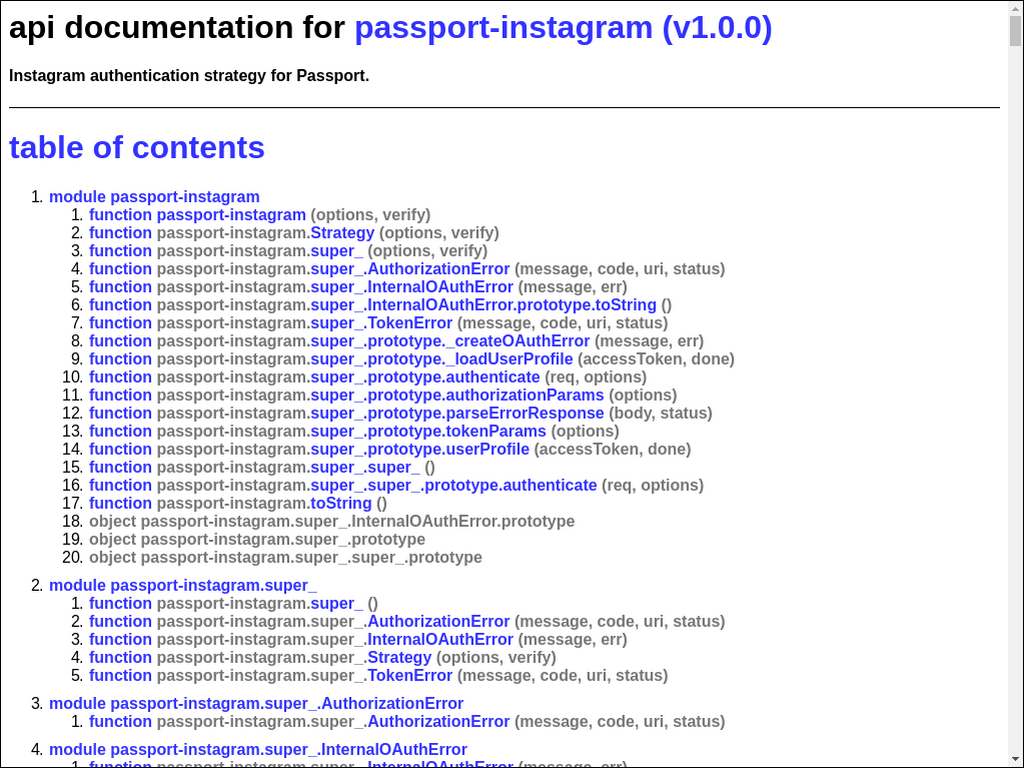 api documentation for passport-instagram (v1.0.0)
Instagram authentication strategy for Passport.
table of contents
1. module passport-instagram
1. function passport-instagram (options, verify)
2. function passport-instagram.Strategy (options, verify)
3. function passport-instagram.super_ (options, verify)
4. function passport-instagram.super_.AuthorizationError (message, code, uri, status)
5. function passport-instagram.super_.InternalOAuthError (message, err)
6. function passport-instagram.super_.InternalOAuthError.prototype.toString ()
7. function passport-instagram.super_.TokenError (message, code, uri, status)
8. function passport-instagram.super_.prototype._createOAuthError (message, err)
9. function passport-instagram.super_.prototype._loadUserProfile (accessToken, done)
10. function passport-instagram.super_.prototype.authenticate (req, options)
11. function passport-instagram.super_.prototype.authorizationParams (options)
12. function passport-instagram.super_.prototype.parseErrorResponse (body, status)
13. function passport-instagram.super_.prototype.tokenParams (options)
14. function passport-instagram.super_.prototype.userProfile (accessToken, done)
15. function passport-instagram.super_.super_ ()
16. function passport-instagram.super_.super_.prototype.authenticate (req, options)
17. function passport-instagram.toString ()
18. object passport-instagram.super_.InternalOAuthError.prototype
19. object passport-instagram.super_.prototype
20. object passport-instagram.super_.super_.prototype
2. module passport-instagram.super_
1. function passport-instagram.super_ ()
2. function passport-instagram.super_.AuthorizationError (message, code, uri, status)
3. function passport-instagram.super_.InternalOAuthError (message, err)
4. function passport-instagram.super_.Strategy (options, verify)
5. function passport-instagram.super_.TokenError (message, code, uri, status)
3. module passport-instagram.super_.AuthorizationError
1. function passport-instagram.super_.AuthorizationError (message, code, uri, status)
4. module passport-instagram.super_.InternalOAuthError
1. function passport-instagram.super_.InternalOAuthError (message, err)